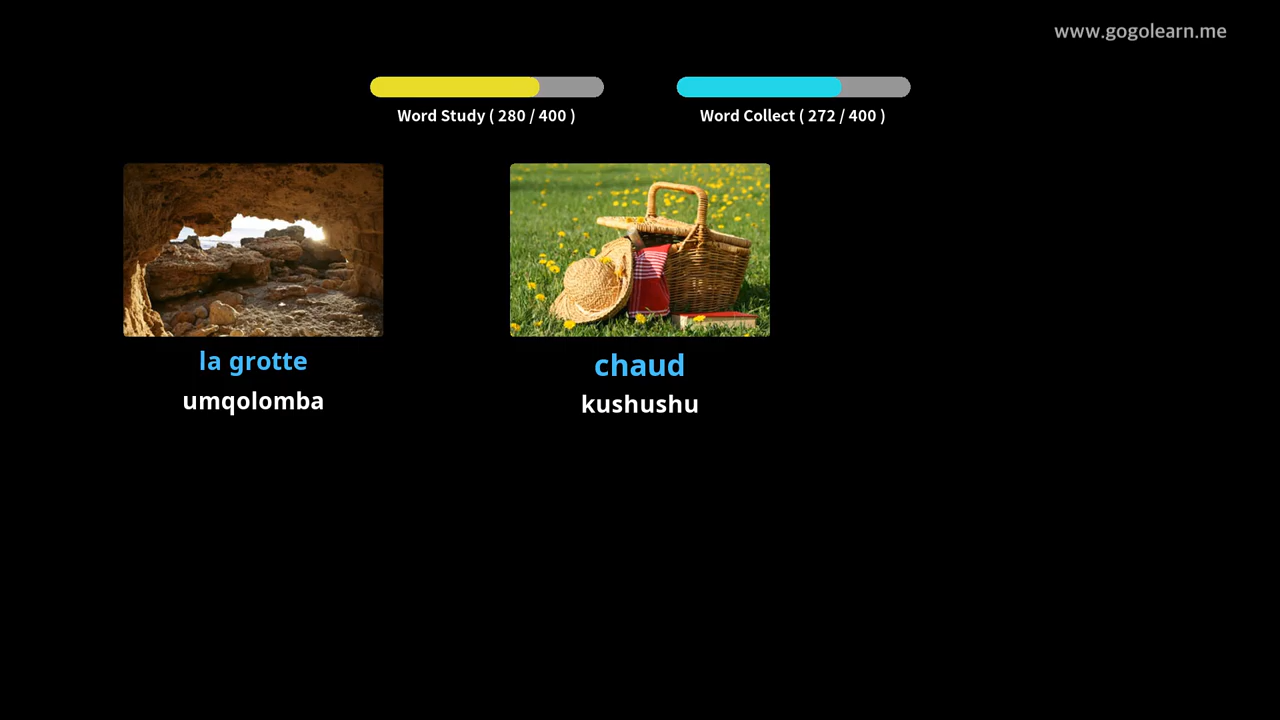 www.gogolearn.me
Word Study ( 280 / 400 )
Word Collect ( 272 / 400 )
la grotte
umqolomba
chaud
kushushu